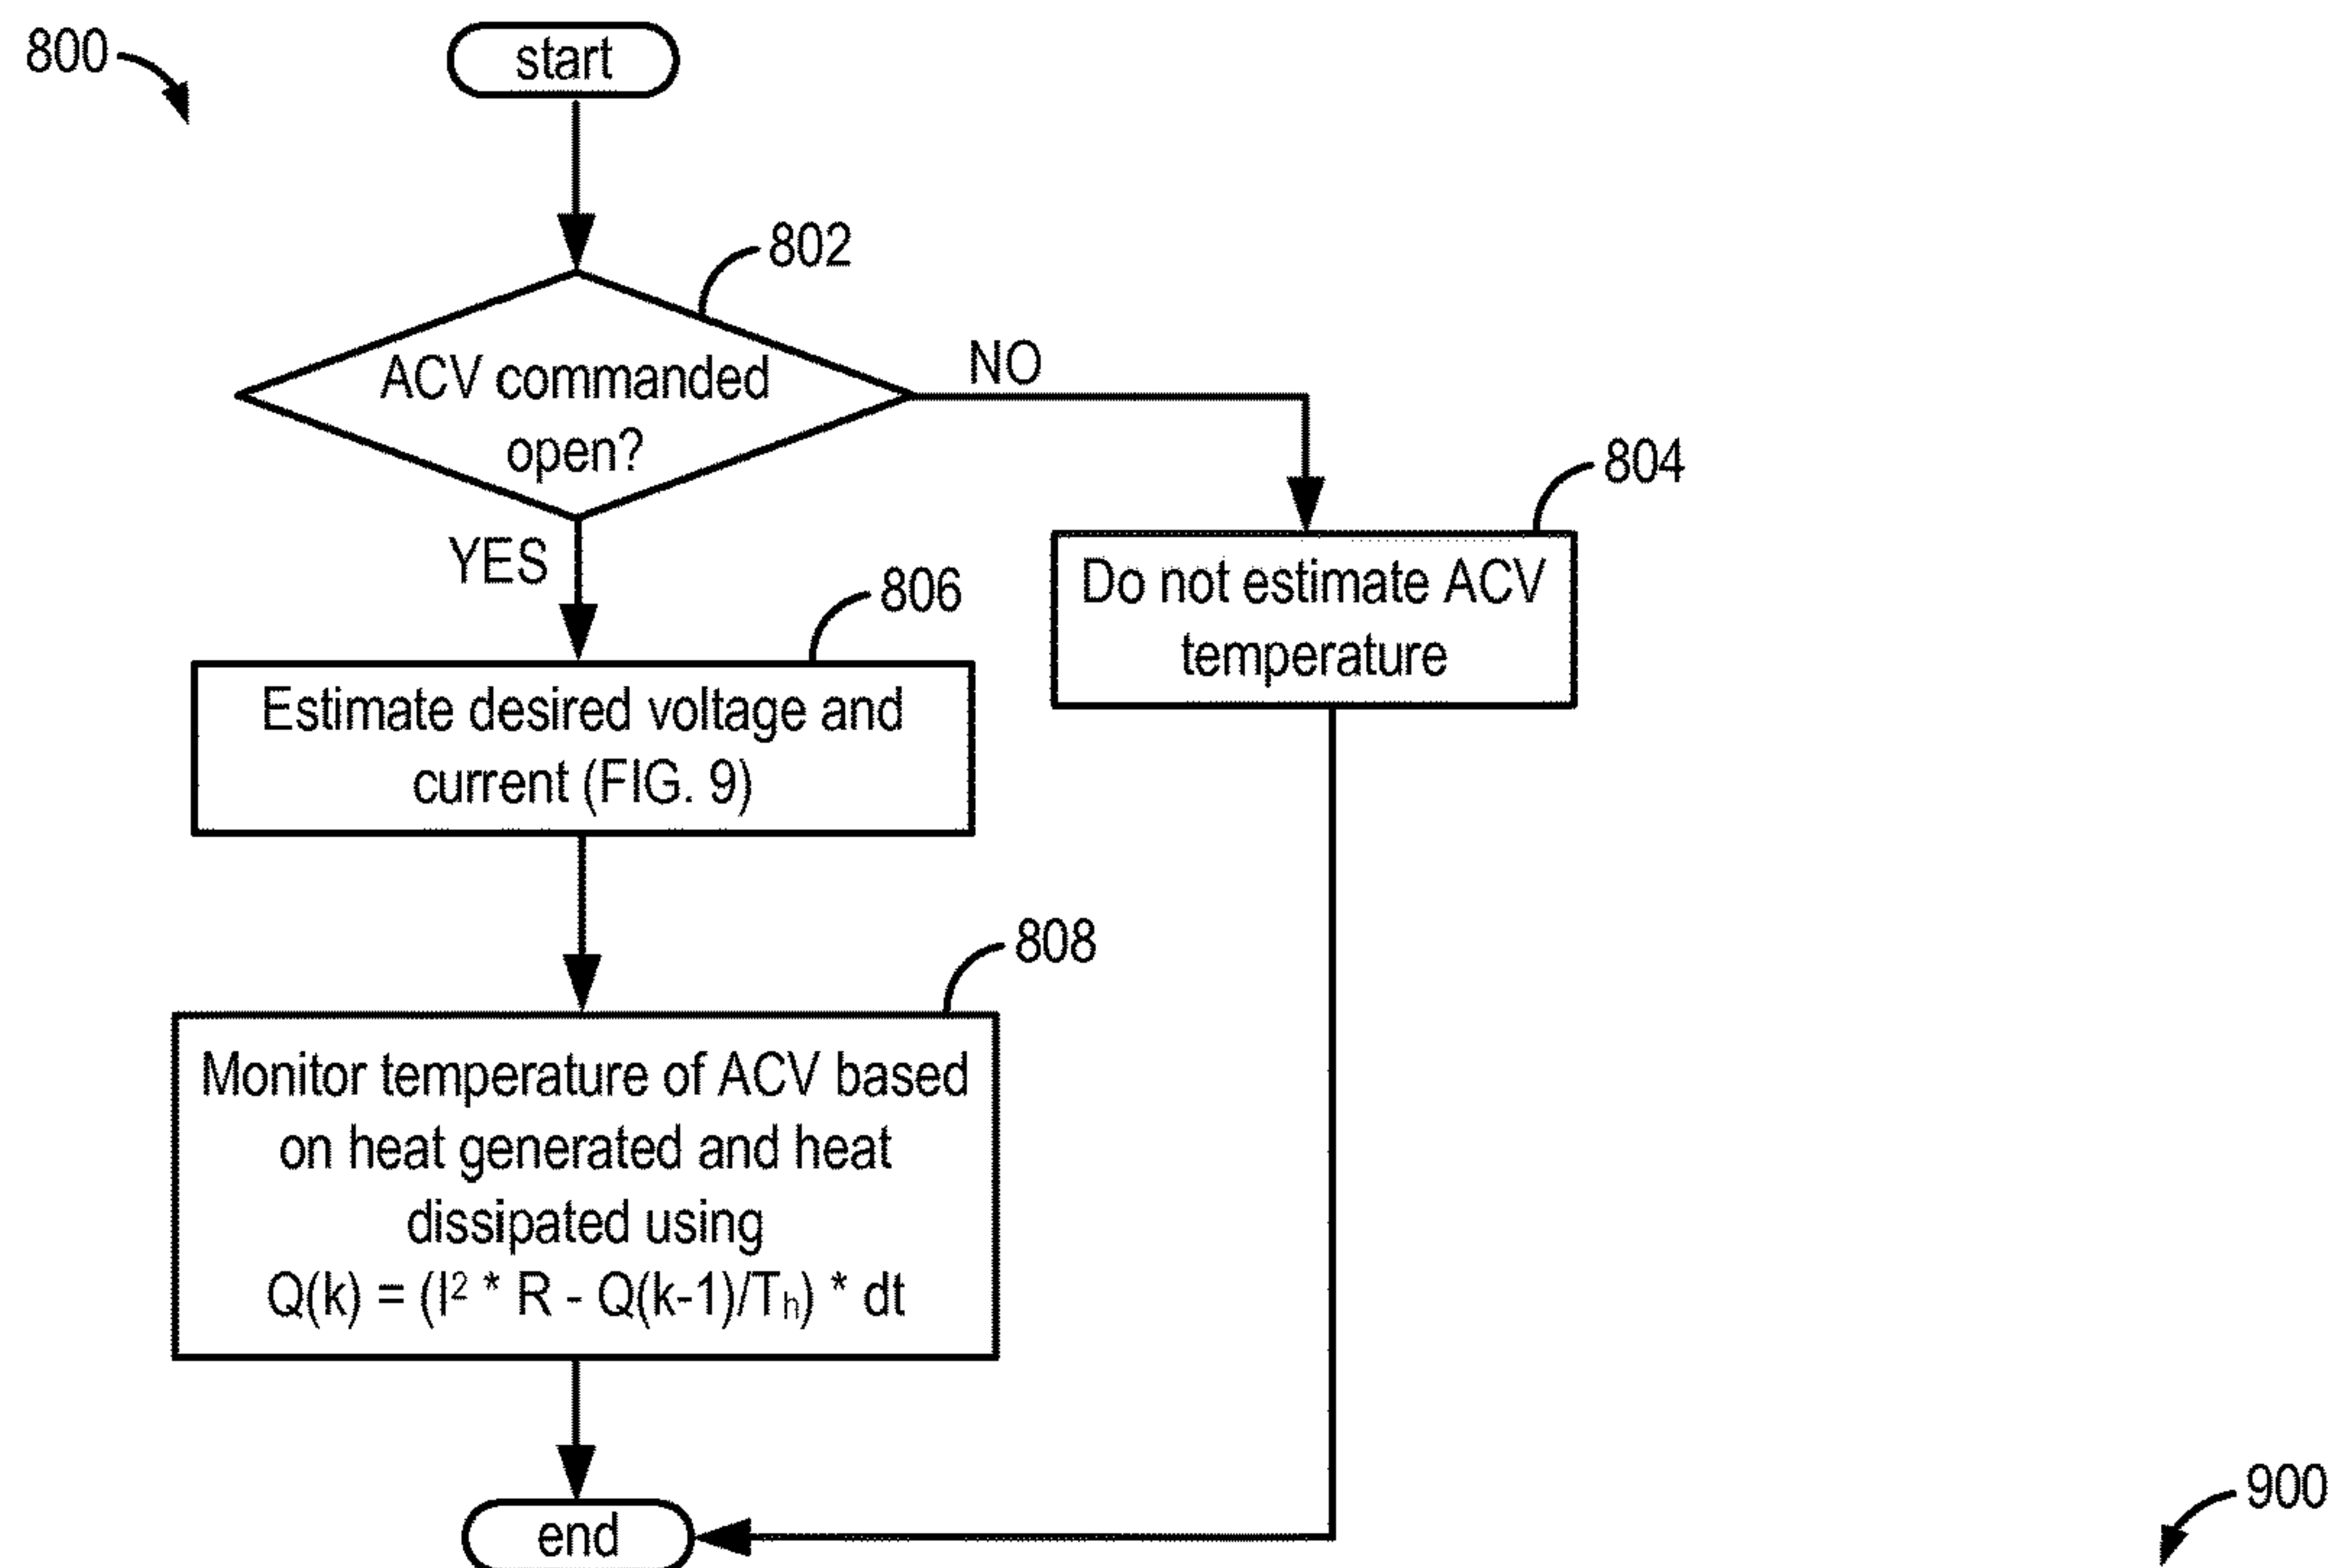 800
start
802
ACV commanded
open?
NO
YES
804
Do not estimate ACV
temperature
806
Estimate desired voltage and
current (FIG. 9)
808
Monitor temperature of ACV based
on heat generated and heat
dissipated using
Q(k) = (I² * R - Q(k-1)/Tₕ) * dt
end
900